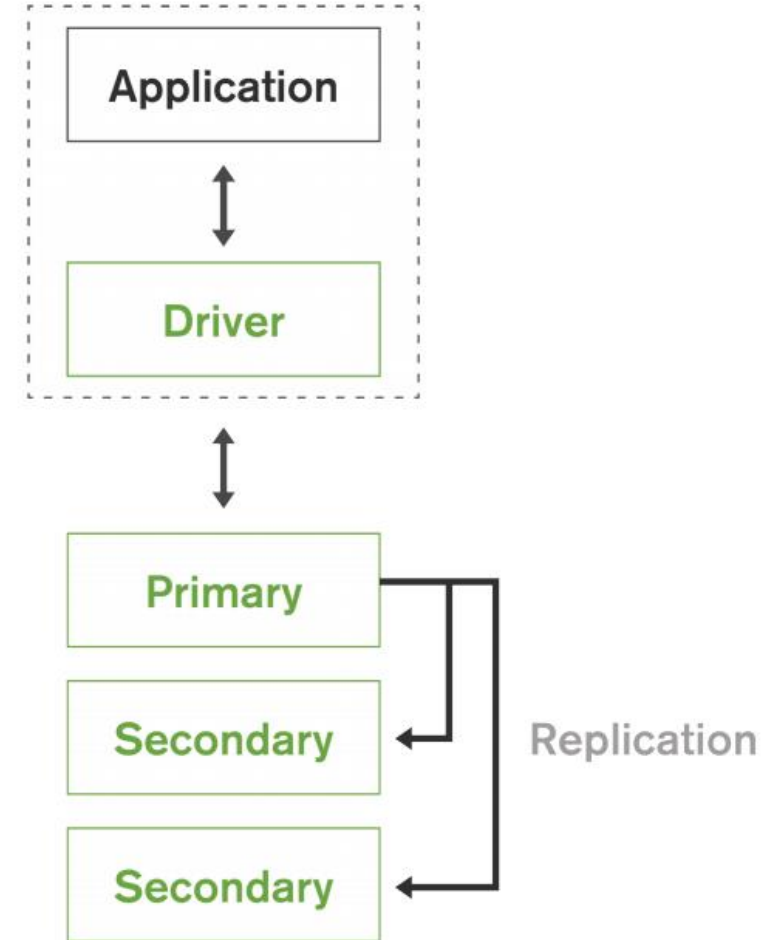 Application
Driver
Primary
Secondary
Replication
Secondary